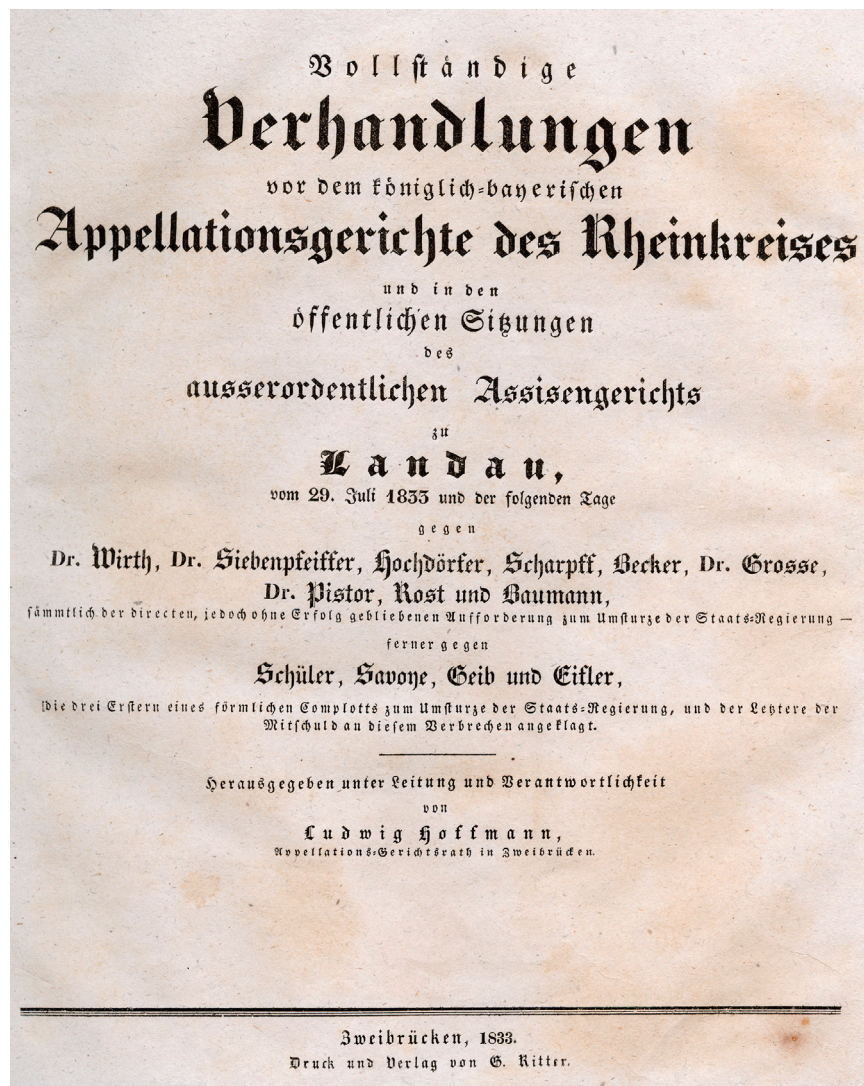 Vollständige
Verhandlungen
vor dem königlich-bayerischen
Appellationsgerichte des Rheinkreises
und in den
öffentlichen Sitzungen
des
ausserordentlichen Assisengerichts
zu
Landau,
vom 29. Juli 1833 und der folgenden Tage
gegen
Dr. Wirth, Dr. Siebenpfeiffer, Hochdörfer, Scharpff, Becker, Dr. Grosse,
Dr. Pistor, Rost und Baumann,
sämmtlich der directen, jedoch ohne Erfolg gebliebenen Aufforderung zum Umsturze der Staats-Regierung —
ferner gegen
Schüler, Savoye, Geib und Eifler,
die drei Erstern eines förmlichen Complotts zum Umsturze der Staats-Regierung, und der Letztere der
Mitschuld an diesem Verbrechen angeklagt.
Herausgegeben unter Leitung und Verantwortlichkeit
von
Ludwig Hoffmann,
Appellations-Gerichtsrath in Zweibrücken.
Zweibrücken, 1833.
Druck und Verlag von G. Ritter.